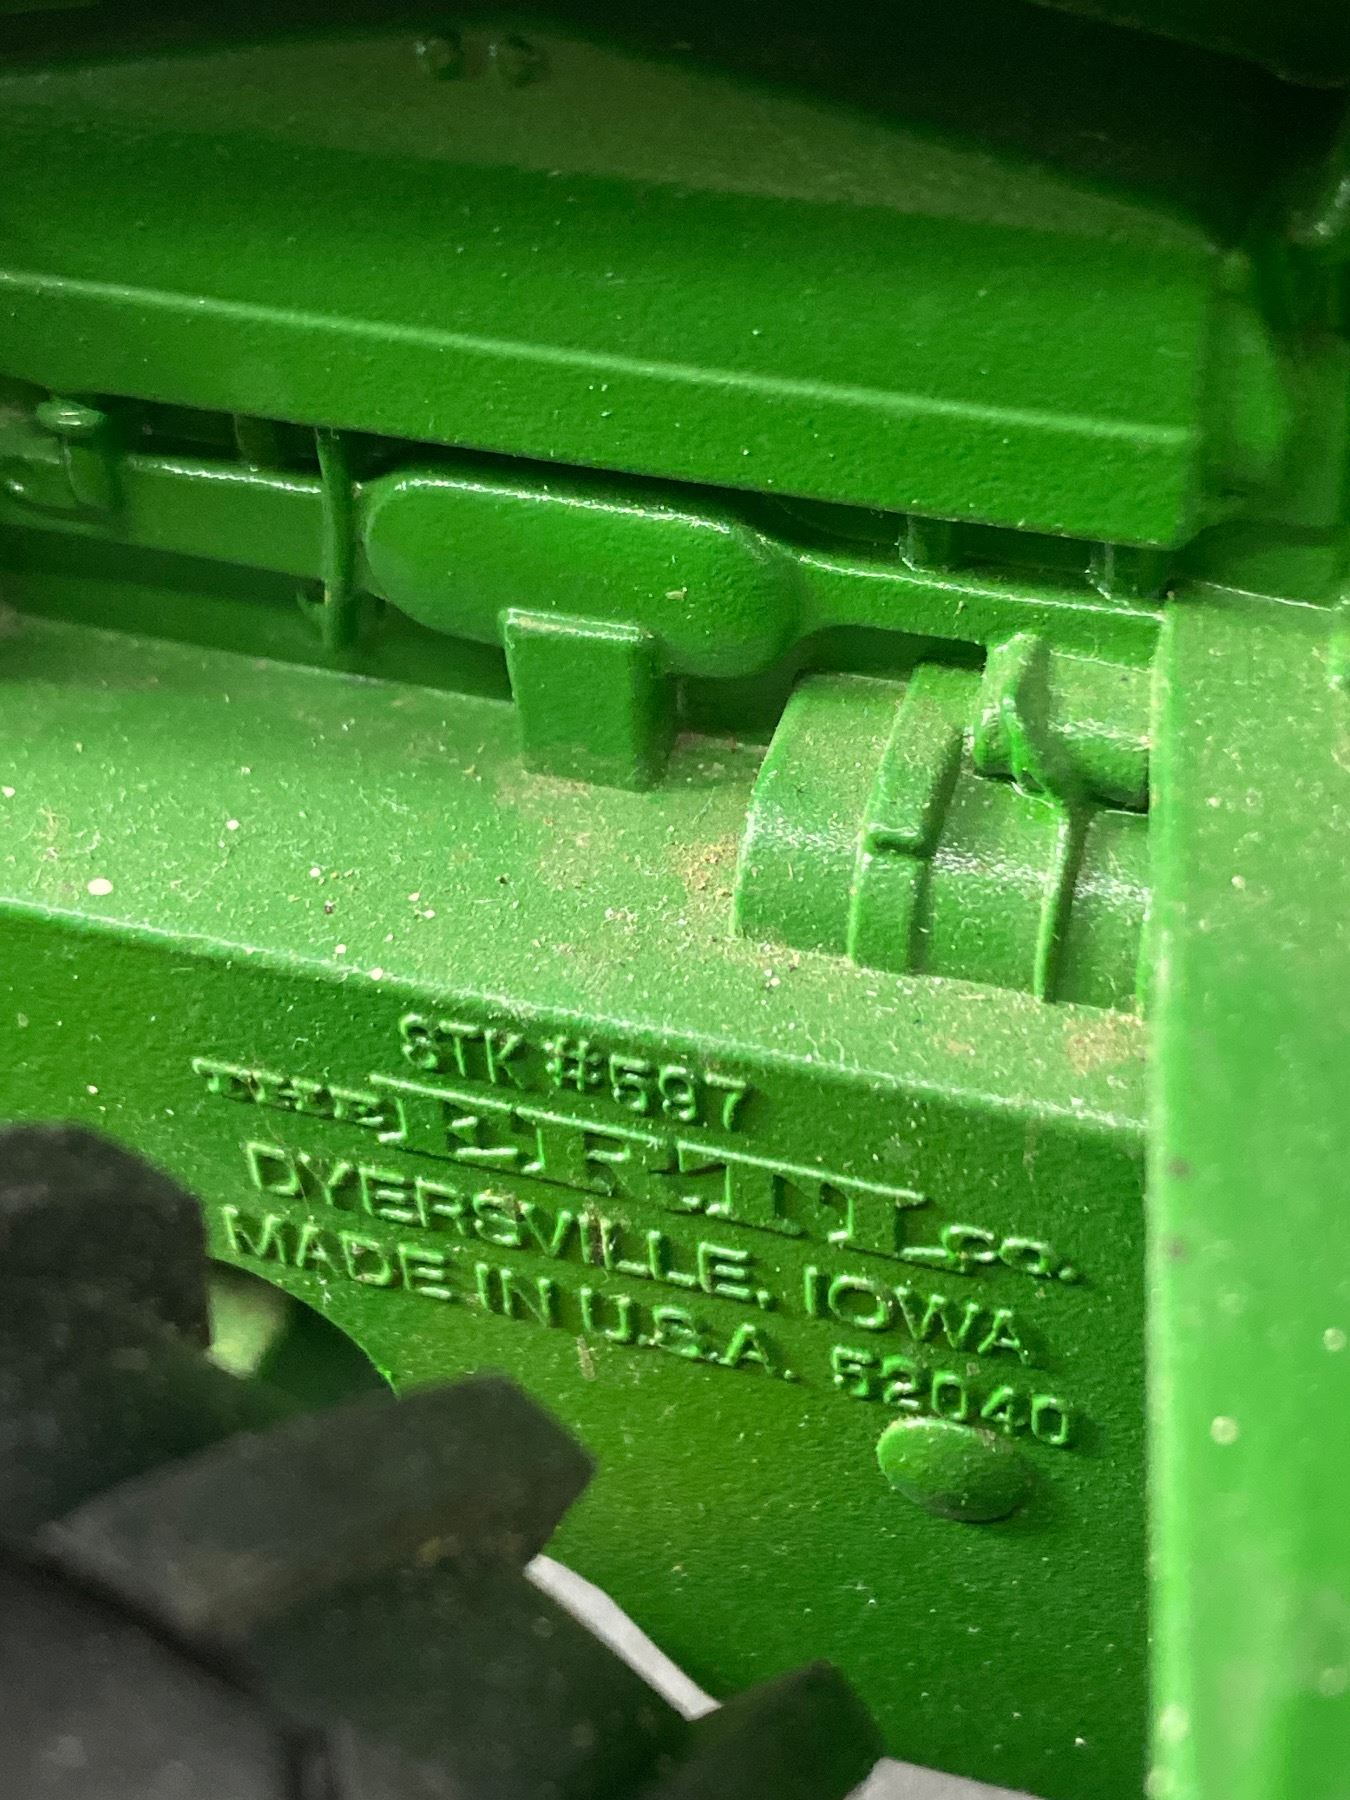 STK #597
THE ERTL CO.
DYERSVILLE, IOWA
MADE IN U.S.A. 52040